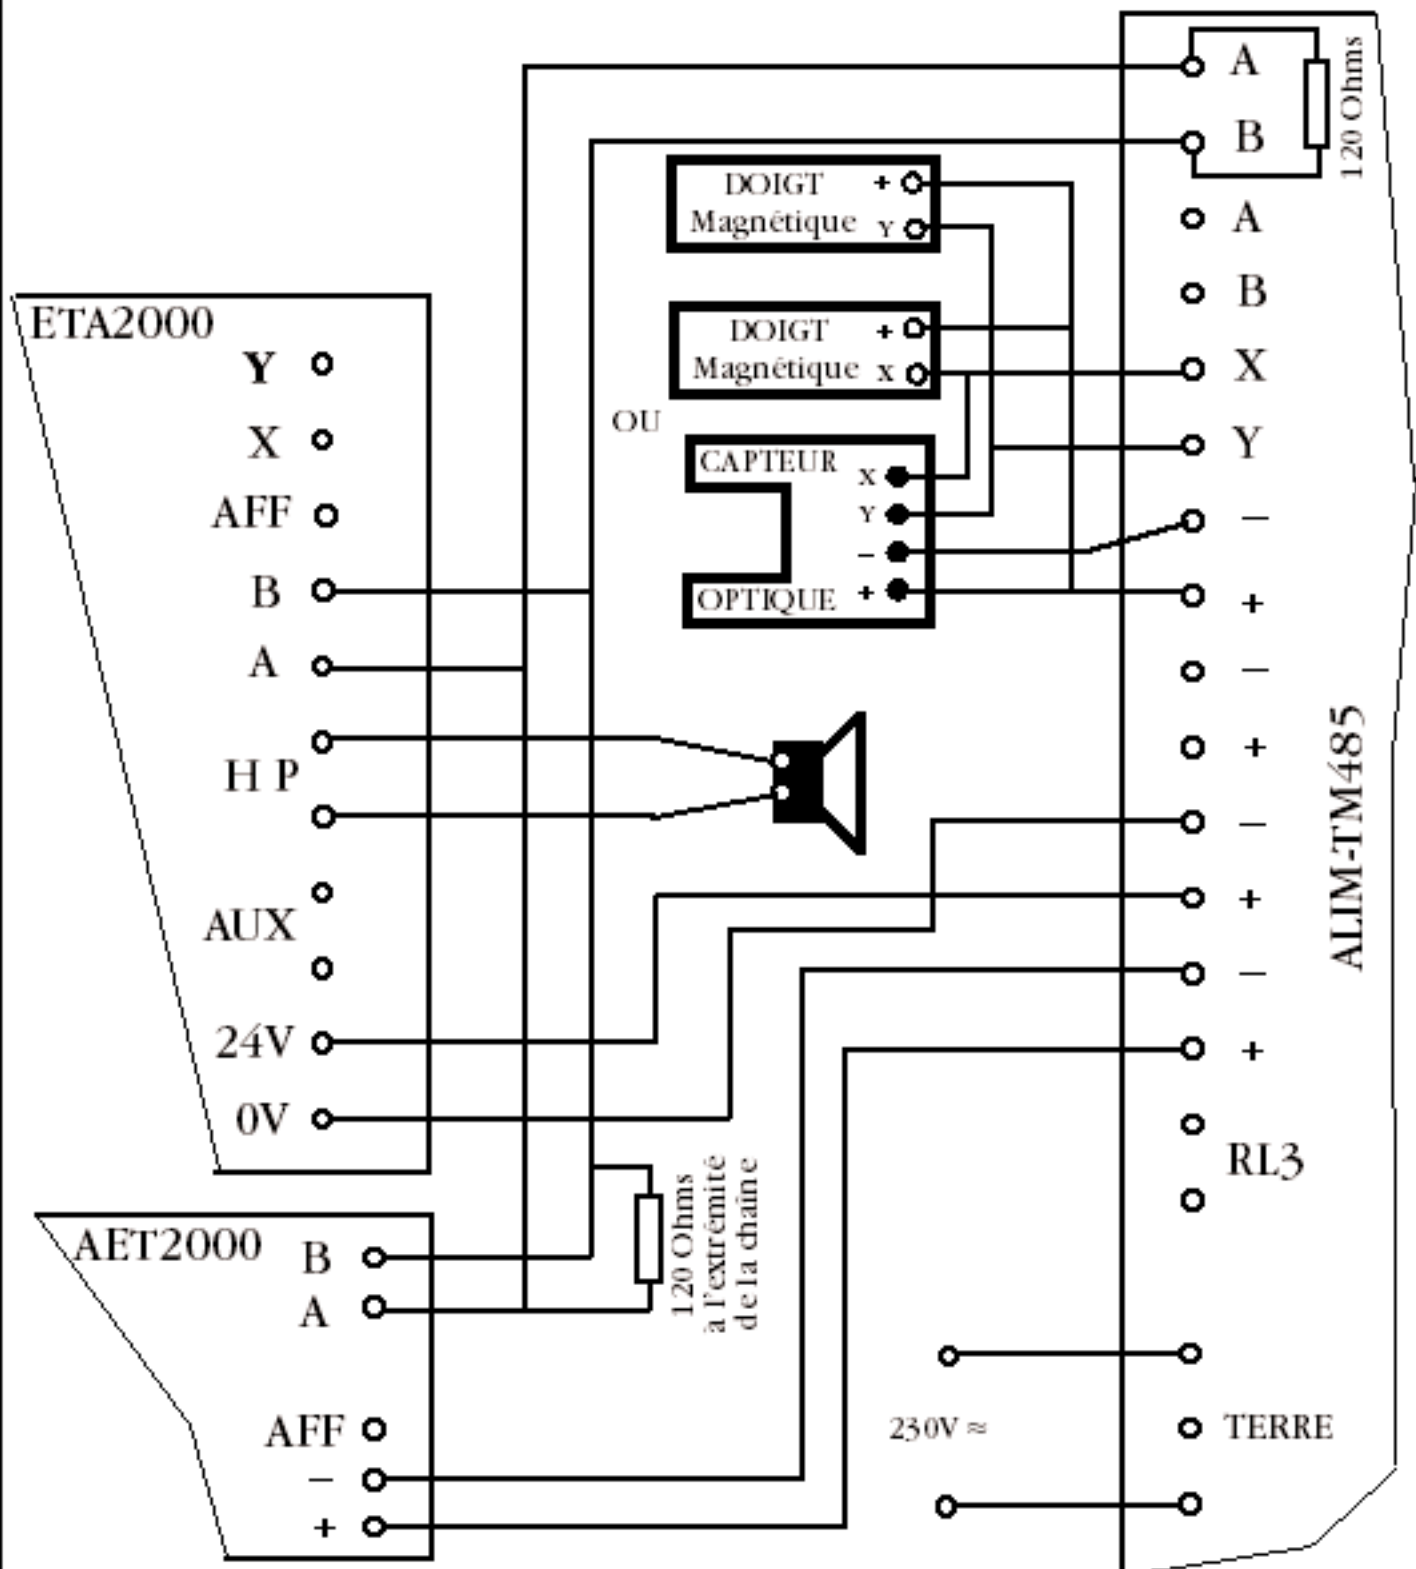 A
B
120 Ohms
A
B
X
Y
–
+
–
+
–
+
–
+
RL3
TERRE
ALIM-TM485
DOIGT +
Magnétique Y
DOIGT +
Magnétique X
OU
CAPTEUR X
Y
–
OPTIQUE +
ETA2000
Y
X
AFF
B
A
H P
AUX
24V
0V
120 Ohms
à l'extrémité
de la chaîne
AET2000 B
A
AFF
–
+
230V ≈